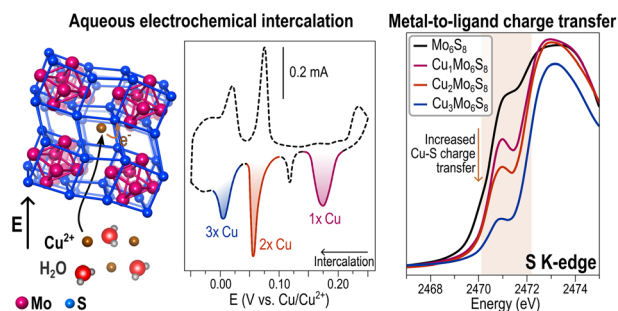 Aqueous electrochemical intercalation
E
Cu²⁺
H₂O
Mo
S
e⁻
0.2 mA
3x Cu
2x Cu
1x Cu
Intercalation
0.00
0.10
0.20
E (V vs. Cu/Cu²⁺)
Metal-to-ligand charge transfer
Mo₆S₈
Cu₁Mo₆S₈
Cu₂Mo₆S₈
Cu₃Mo₆S₈
Increased
Cu-S charge
transfer
S K-edge
2468
2470
2472
2474
Energy (eV)